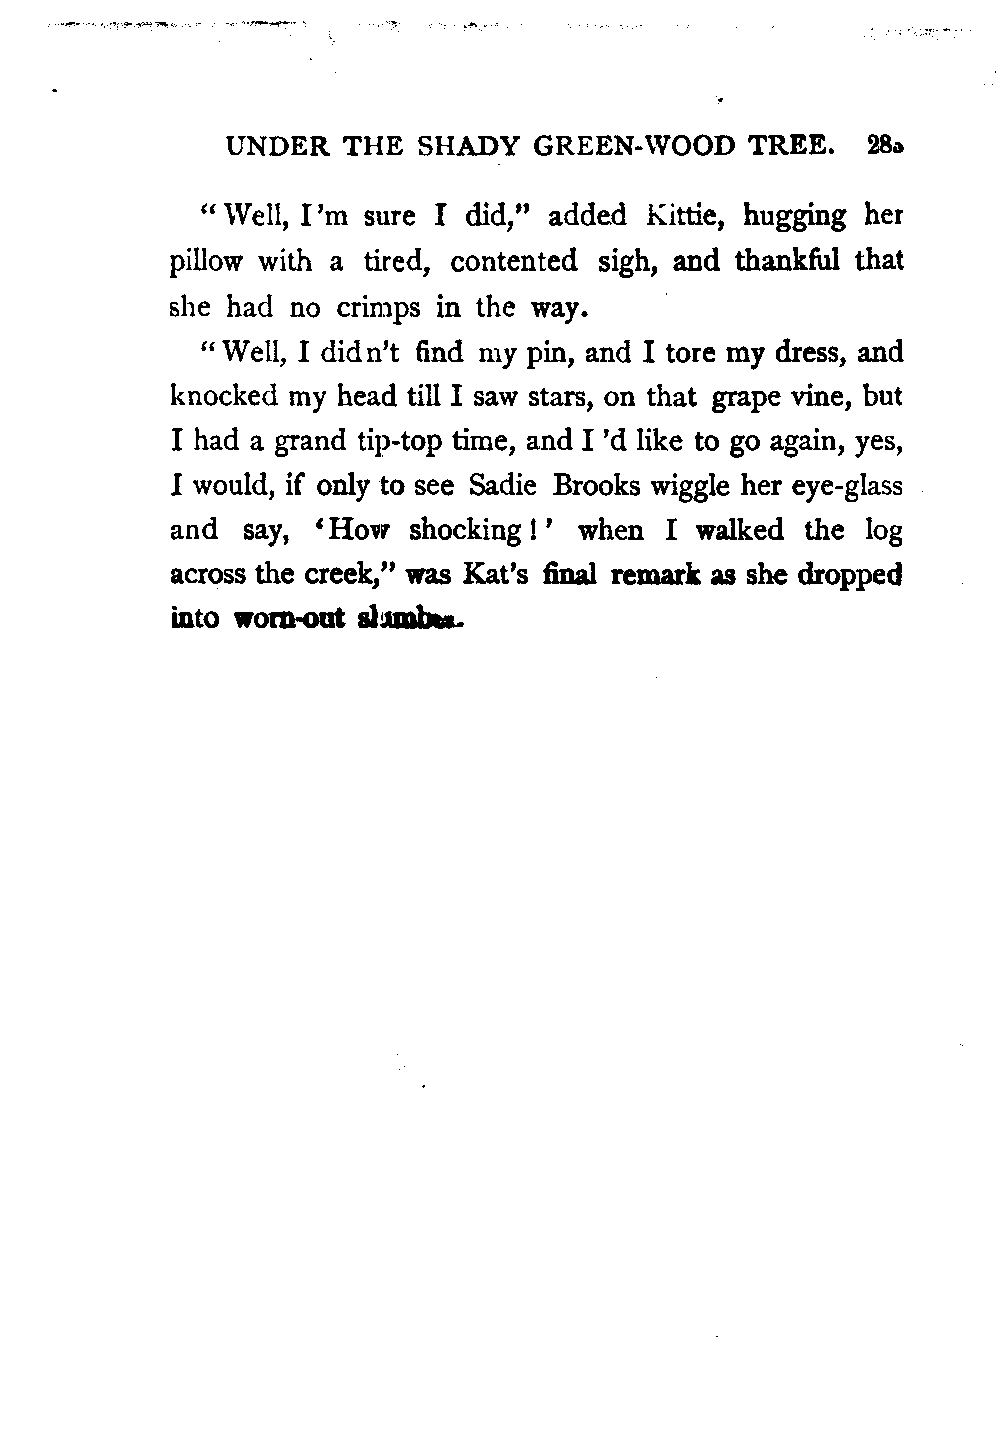 UNDER THE SHADY GREEN-WOOD TREE.
“Well, I’m sure I did,” added Kittie, hugging her
pillow with a tired, contented sigh, and thankful that
she had no crimps in the way.
“Well, I didn’t find my pin, and I tore my dress, and
knocked my head till I saw stars, on that grape vine, but
I had a grand tip-top time, and I ’d like to go again, yes,
I would, if only to see Sadie Brooks wiggle her eye-glass
and say, ‘How shocking!’ when I walked the log
across the creek,” was Kat’s final remark as she dropped
into worn-out